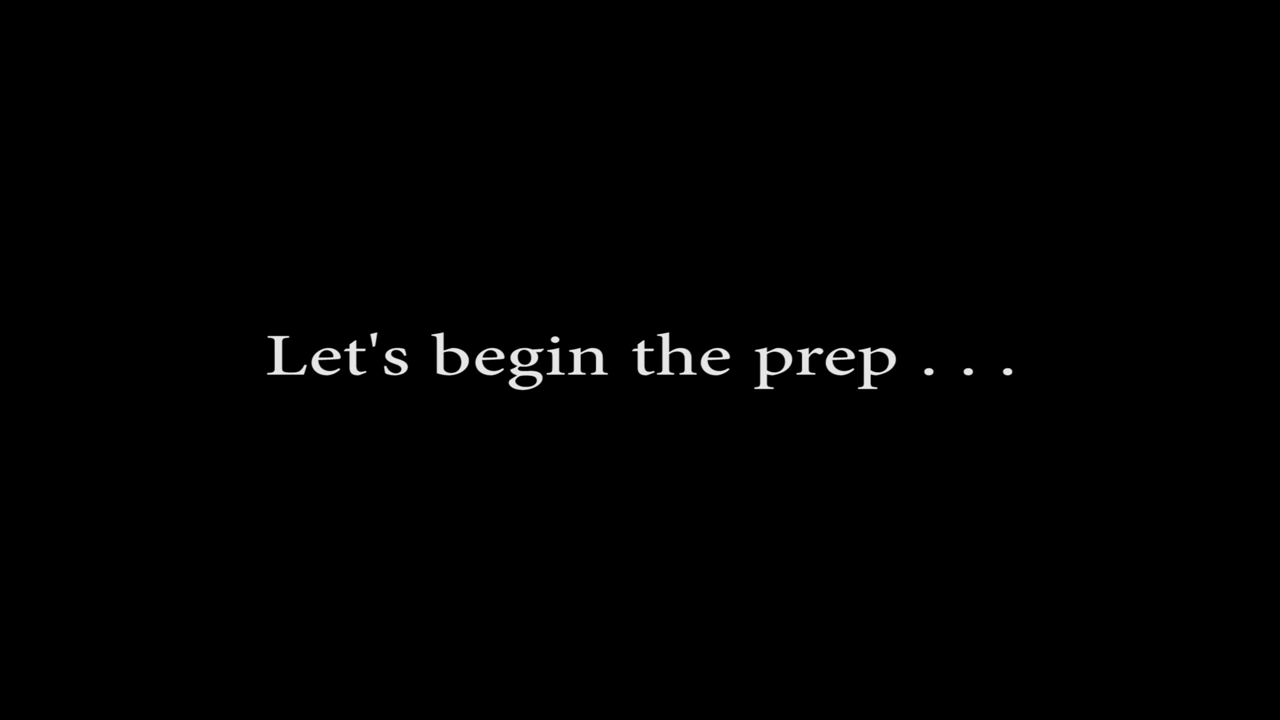 Let's begin the prep . . .